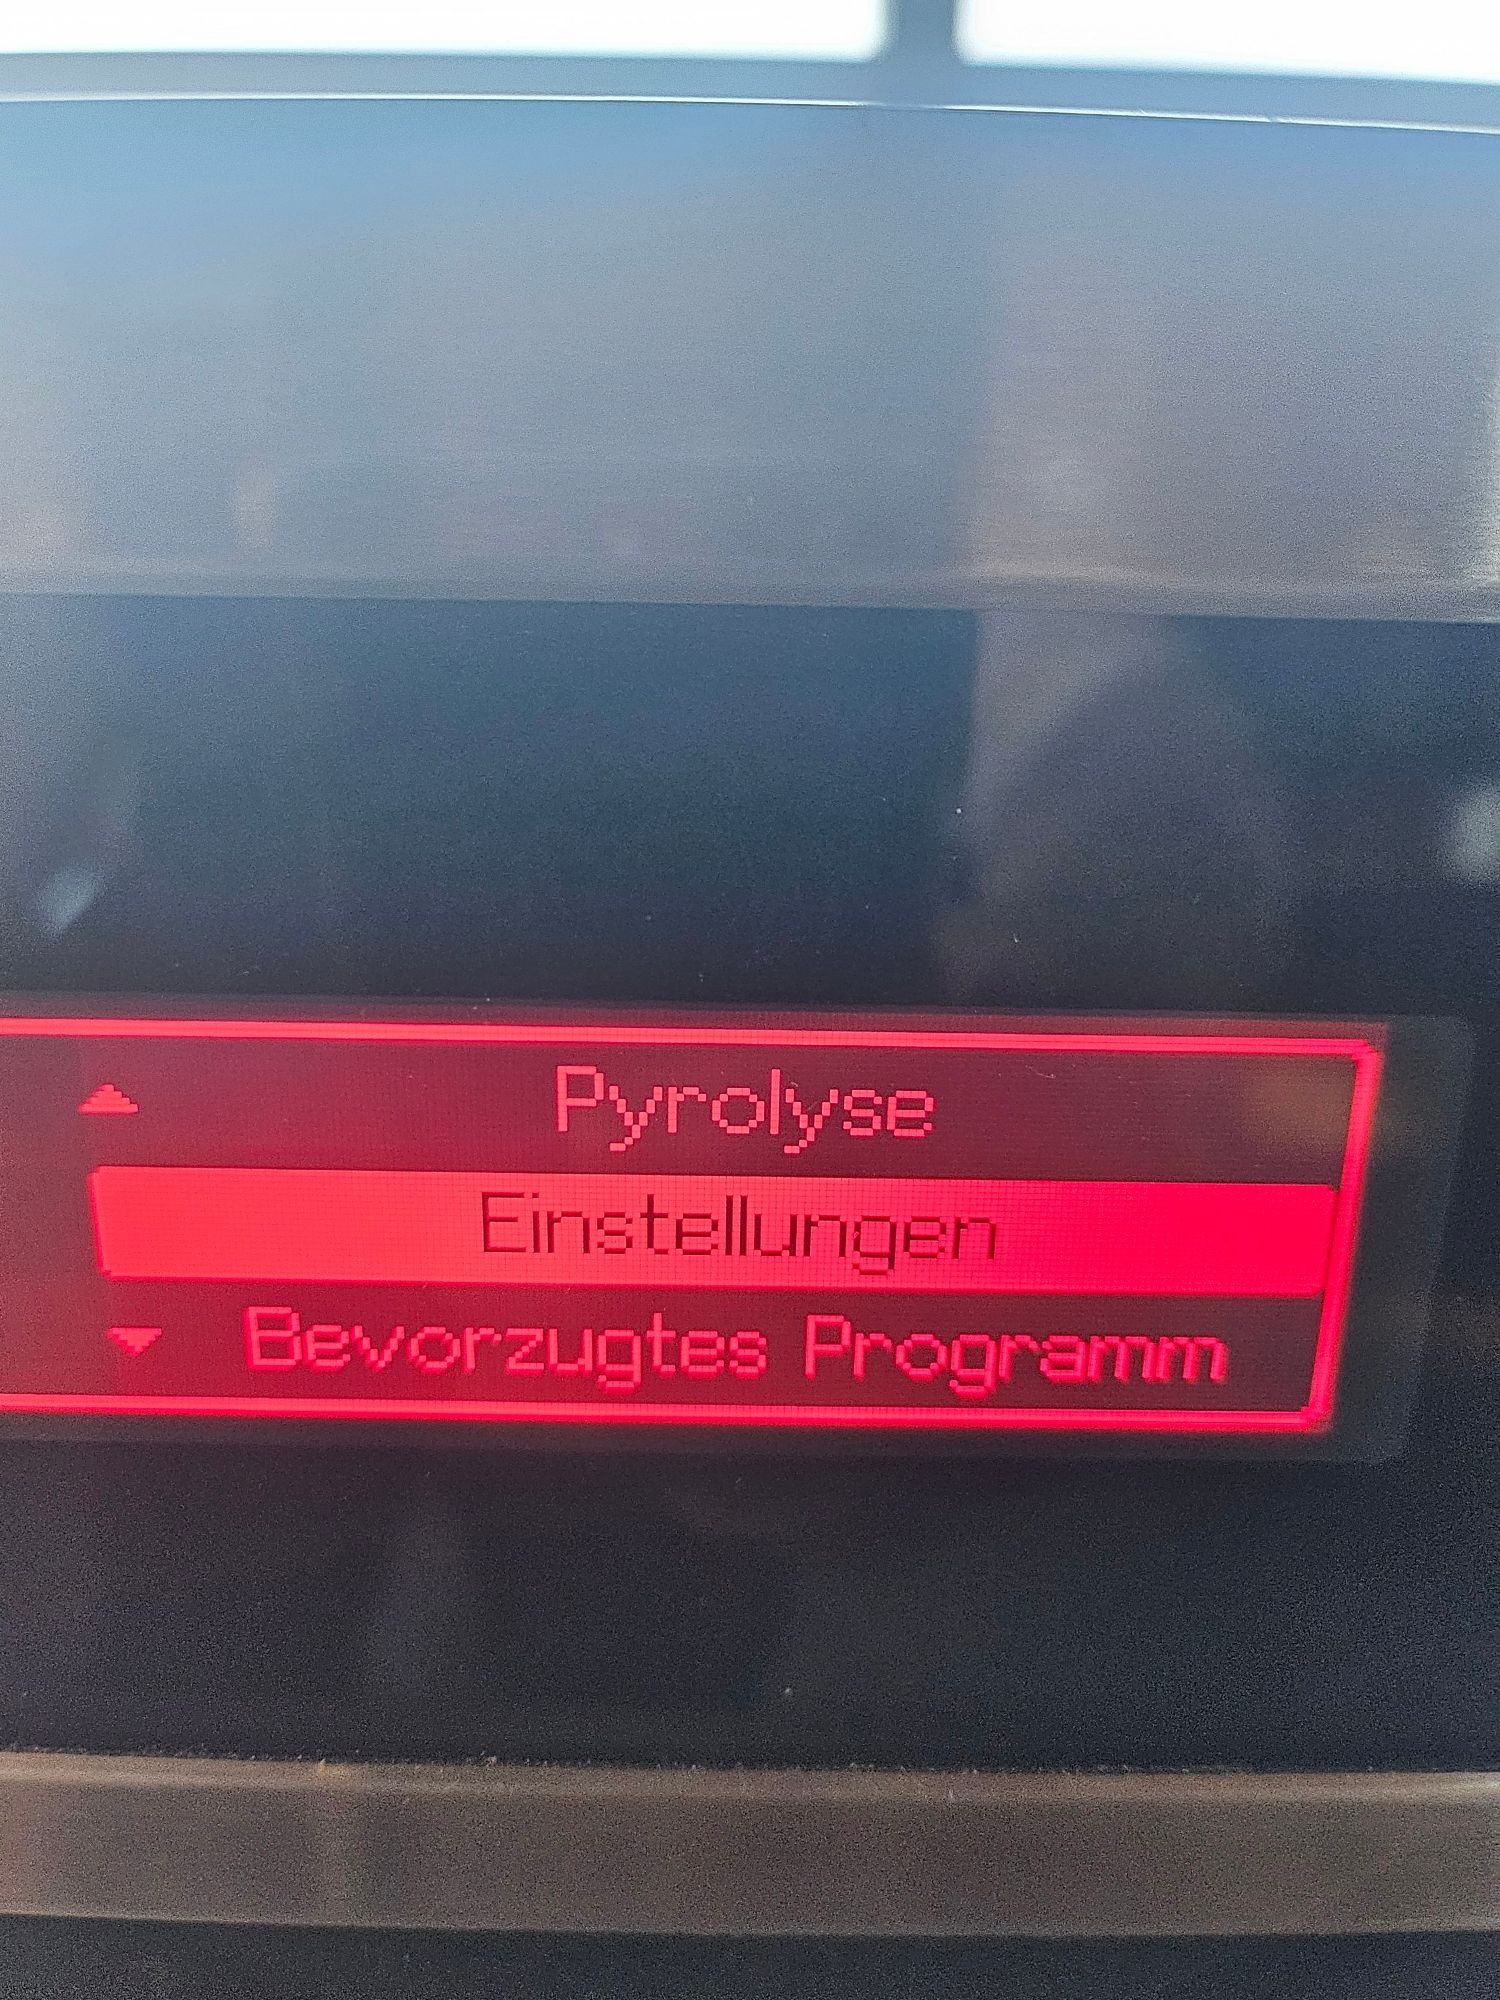 Pyrolyse
Einstellungen
Bevorzugtes Programm